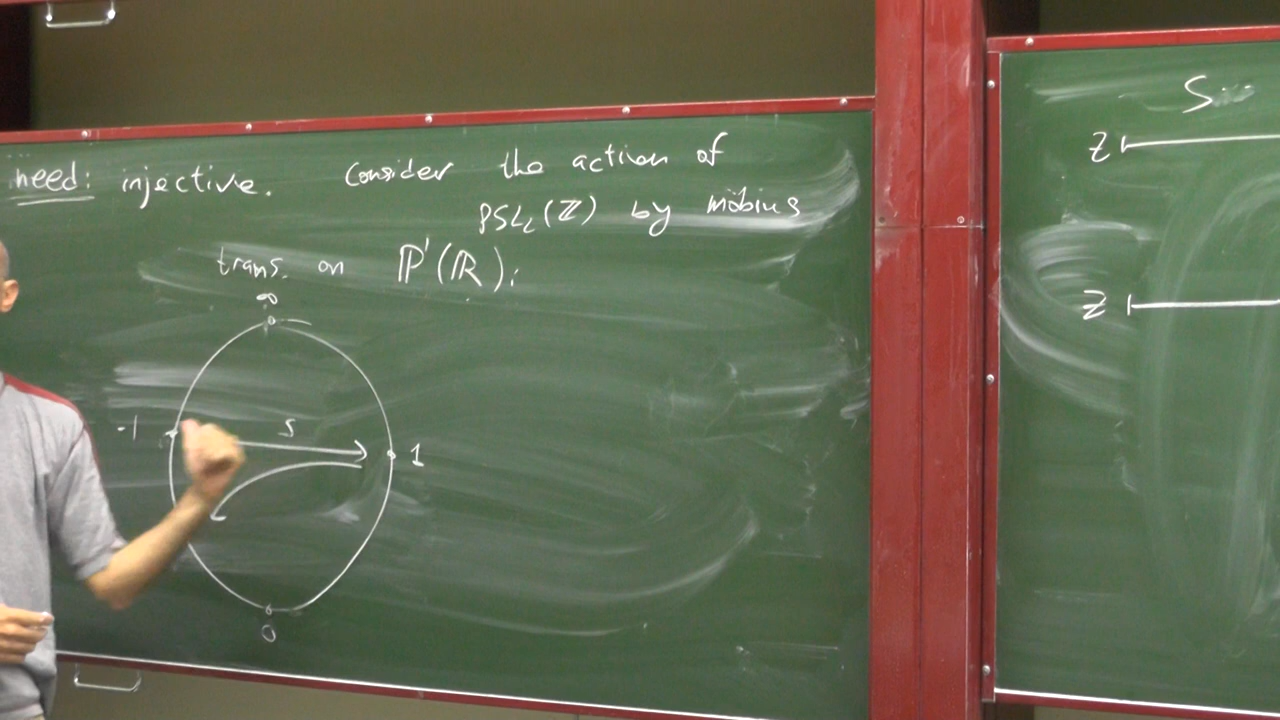 need: injective. Consider the action of
PSL₂(ℤ) by möbius
trans. on ℙ¹(ℝ);
∞
-1
s
1
0
Z
Z